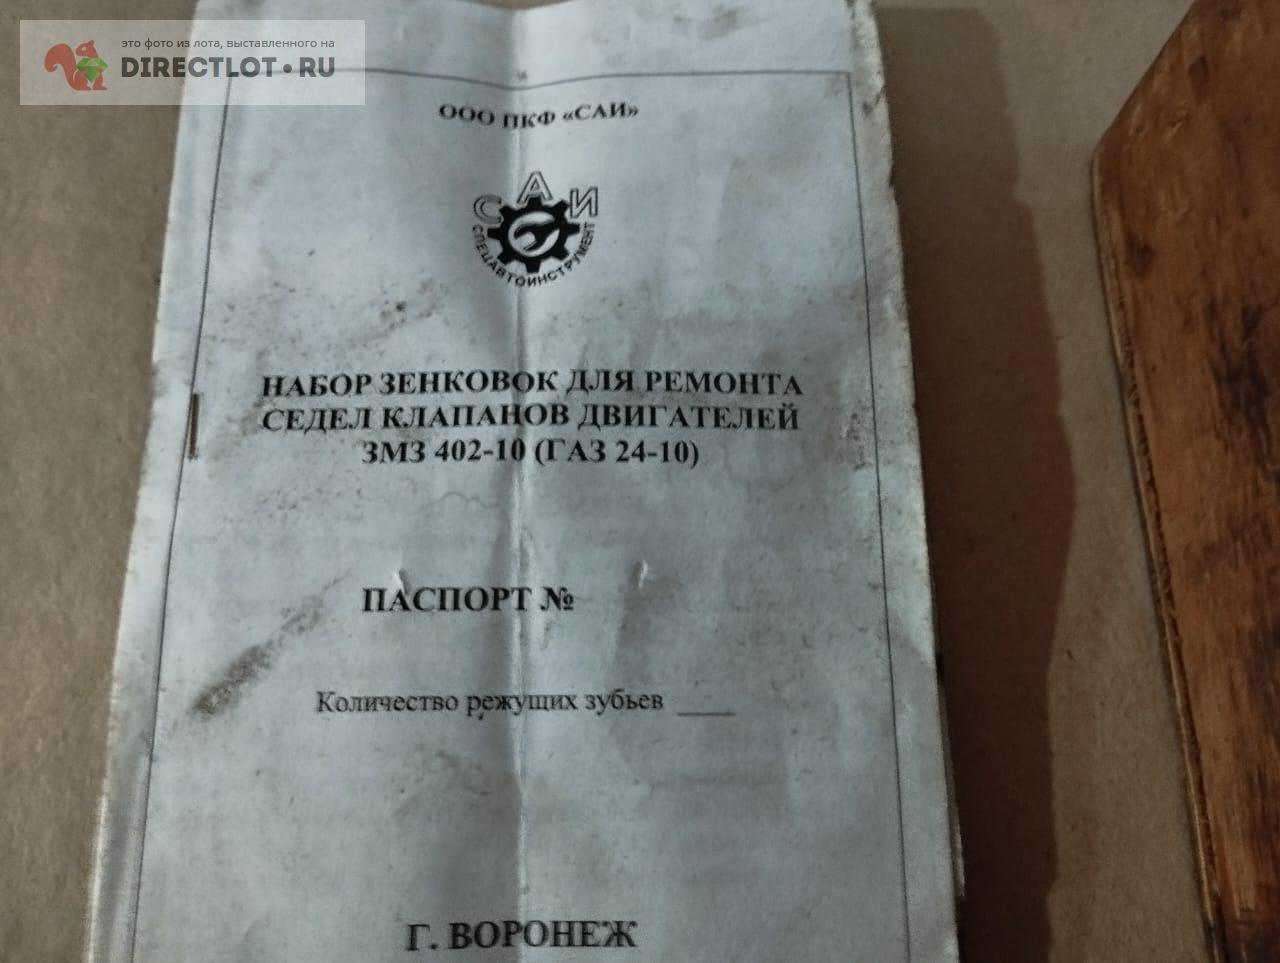 это фото из лота, выставленного на
DIRECTLOT.RU
ООО ПКФ «САИ»
САИ
СПЕЦАВТОИНСТРУМЕНТ
НАБОР ЗЕНКОВОК ДЛЯ РЕМОНТА
СЕДЕЛ КЛАПАНОВ ДВИГАТЕЛЕЙ
ЗМЗ 402-10 (ГАЗ 24-10)
ПАСПОРТ №
Количество режущих зубьев ____
Г. ВОРОНЕЖ